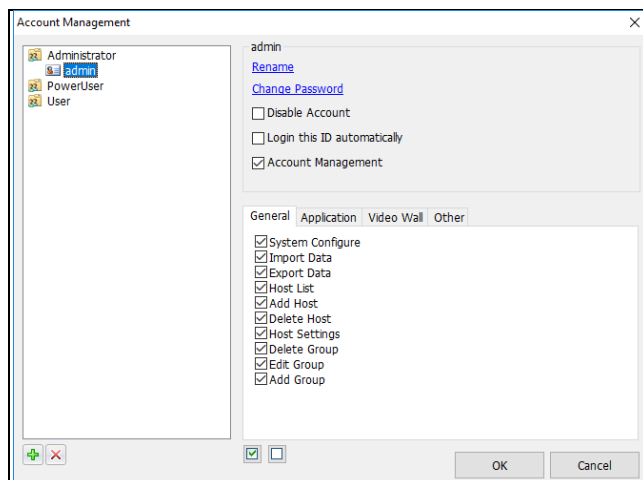 Account Management
Administrator
admin
PowerUser
User
admin
Rename
Change Password
Disable Account
Login this ID automatically
Account Management
General Application Video Wall Other
System Configure
Import Data
Export Data
Host List
Add Host
Delete Host
Host Settings
Delete Group
Edit Group
Add Group
OK Cancel